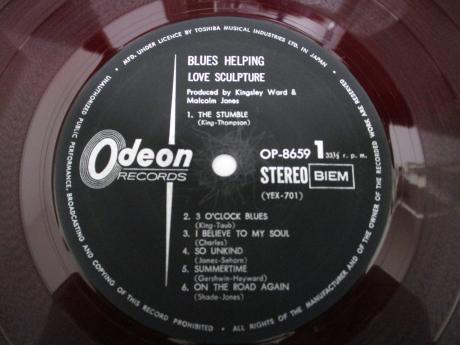 MFG. UNDER LICENCE BY TOSHIBA MUSICAL INDUSTRIES LTD. IN JAPAN •
BLUES HELPING
LOVE SCULPTURE
Produced by Kingsley Ward &
Malcolm Jones
1. THE STUMBLE
(King-Thompson)
Odeon
RECORDS
OP-8659 1 33⅓ r. p. m.
STEREO BIEM
(YEX-701)
2. 3 O'CLOCK BLUES
(King-Taub)
3. I BELIEVE TO MY SOUL
(Charles)
4. SO UNKIND
(James-Sehorn)
5. SUMMERTIME
(Gershwin-Heyward)
6. ON THE ROAD AGAIN
(Shade-Jones)
UNAUTHORIZED PUBLIC PERFORMANCE, BROADCASTING AND COPYING OF THIS RECORD PROHIBITED • ALL RIGHTS OF THE MANUFACTURER AND OF THE OWNER OF THE RECORDED WORK ARE RESERVED.